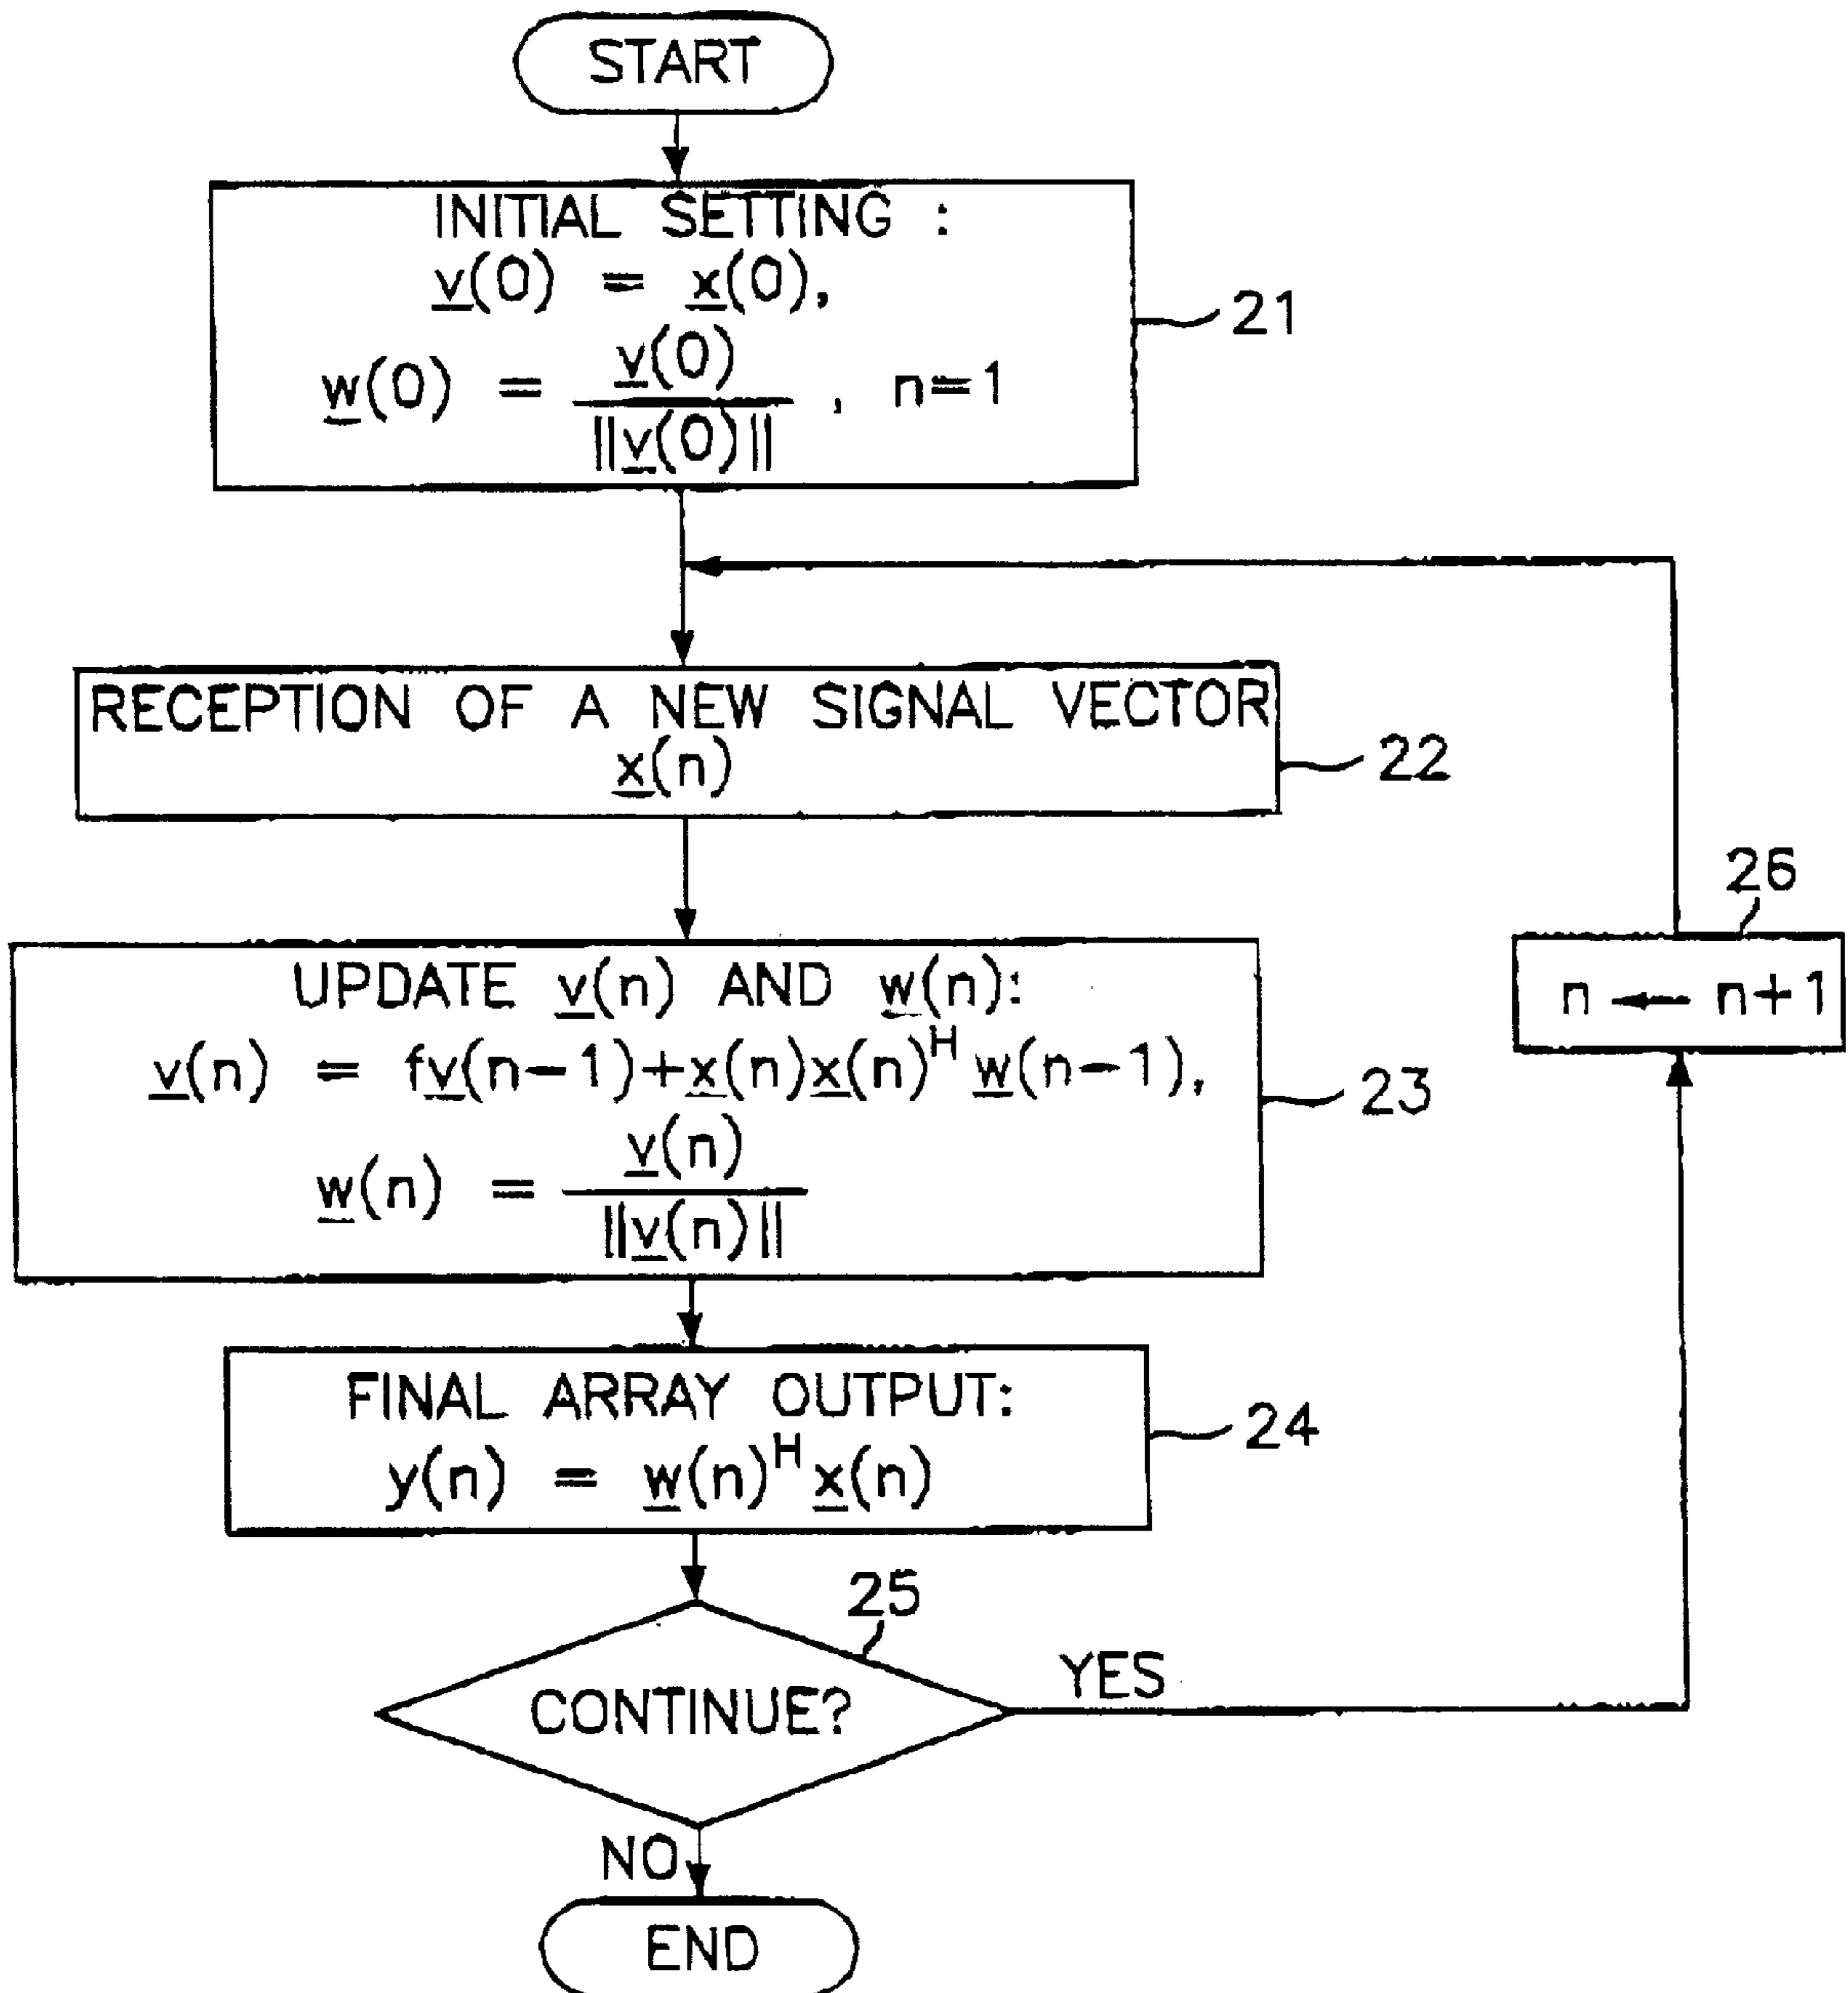 START
INITIAL SETTING :
v(0) = x(0),
w(0) = v(0) / ||v(0)|| , n=1
21
RECEPTION OF A NEW SIGNAL VECTOR
x(n)
22
26
n ← n+1
UPDATE v(n) AND w(n):
v(n) = fv(n-1)+x(n)x(n)^H w(n-1),
w(n) = v(n) / ||v(n)||
23
FINAL ARRAY OUTPUT:
y(n) = w(n)^H x(n)
24
25
CONTINUE?
YES
NO
END